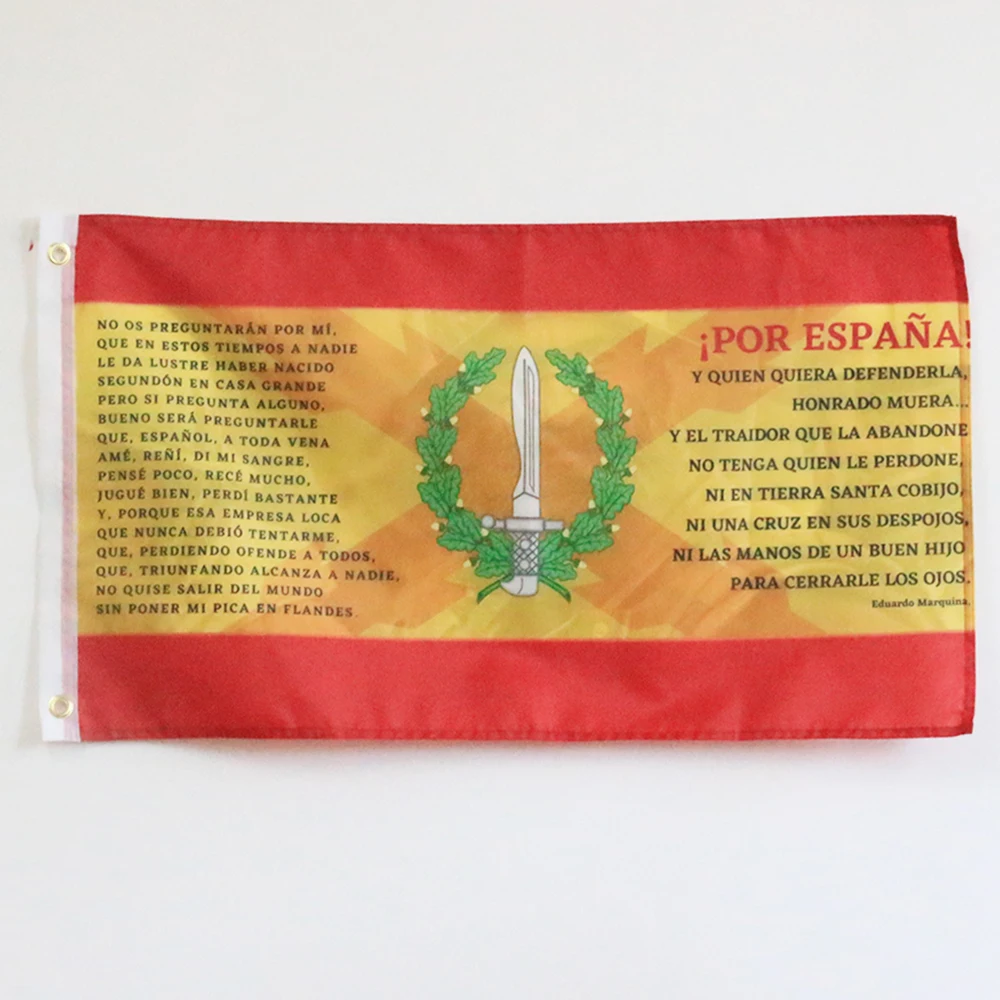 NO OS PREGUNTARÁN POR MÍ,
QUE EN ESTOS TIEMPOS A NADIE
LE DA LUSTRE HABER NACIDO
SEGUNDÓN EN CASA GRANDE
PERO SI PREGUNTA ALGUNO,
BUENO SERÁ PREGUNTARLE
QUE, ESPAÑOL, A TODA VENA
AMÉ, REÑÍ, DI MI SANGRE,
PENSÉ POCO, RECÉ MUCHO,
JUGUÉ BIEN, PERDÍ BASTANTE
Y, PORQUE ESA EMPRESA LOCA
QUE NUNCA DEBIÓ TENTARME,
QUE, PERDIENDO OFENDE A TODOS,
QUE, TRIUNFANDO ALCANZA A NADIE,
NO QUISE SALIR DEL MUNDO
SIN PONER MI PICA EN FLANDES.
¡POR ESPAÑA!
Y QUIEN QUIERA DEFENDERLA,
HONRADO MUERA...
Y EL TRAIDOR QUE LA ABANDONE
NO TENGA QUIEN LE PERDONE,
NI EN TIERRA SANTA COBIJO,
NI UNA CRUZ EN SUS DESPOJOS,
NI LAS MANOS DE UN BUEN HIJO
PARA CERRARLE LOS OJOS.
Eduardo Marquina.